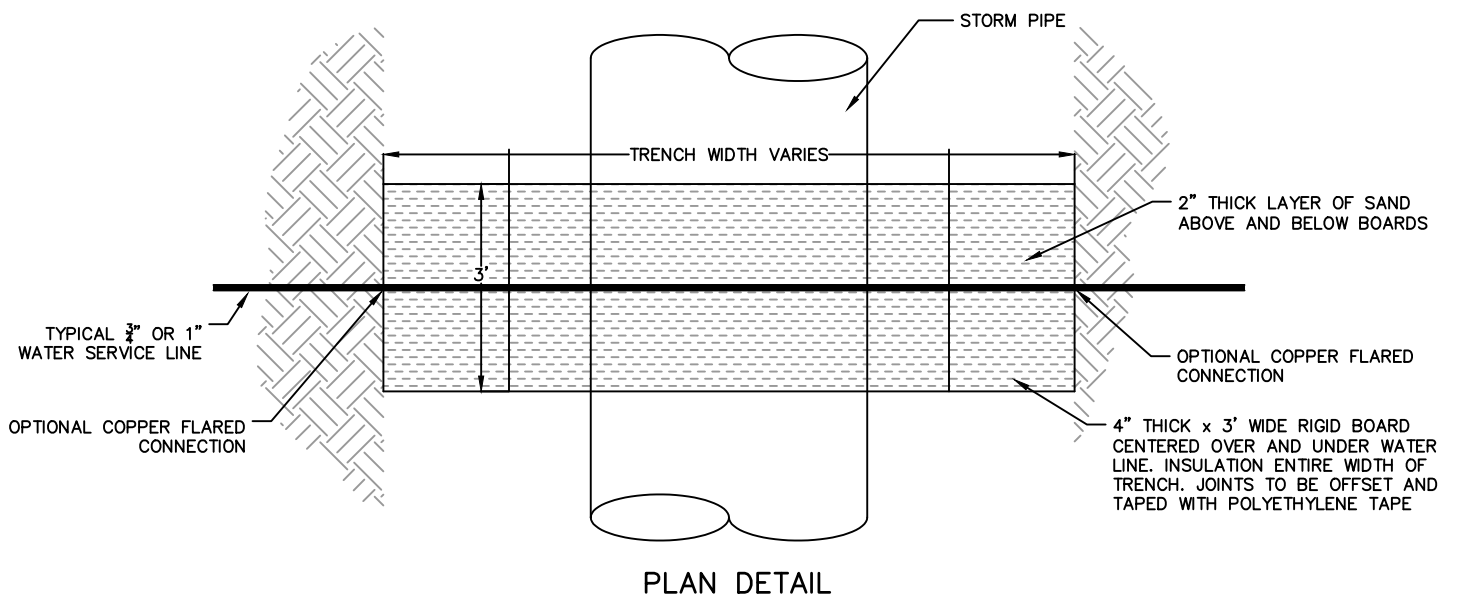 STORM PIPE
TRENCH WIDTH VARIES
2" THICK LAYER OF SAND
ABOVE AND BELOW BOARDS
3'
TYPICAL 3/4" OR 1"
WATER SERVICE LINE
OPTIONAL COPPER FLARED
CONNECTION
OPTIONAL COPPER FLARED
CONNECTION
4" THICK x 3' WIDE RIGID BOARD
CENTERED OVER AND UNDER WATER
LINE. INSULATION ENTIRE WIDTH OF
TRENCH. JOINTS TO BE OFFSET AND
TAPED WITH POLYETHYLENE TAPE
PLAN DETAIL